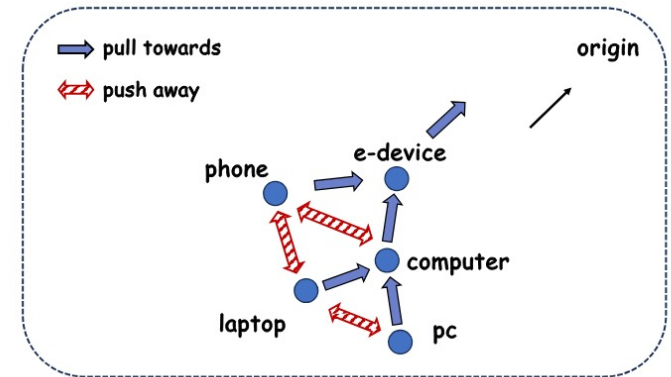 pull towards
origin
push away
e-device
phone
computer
laptop
pc